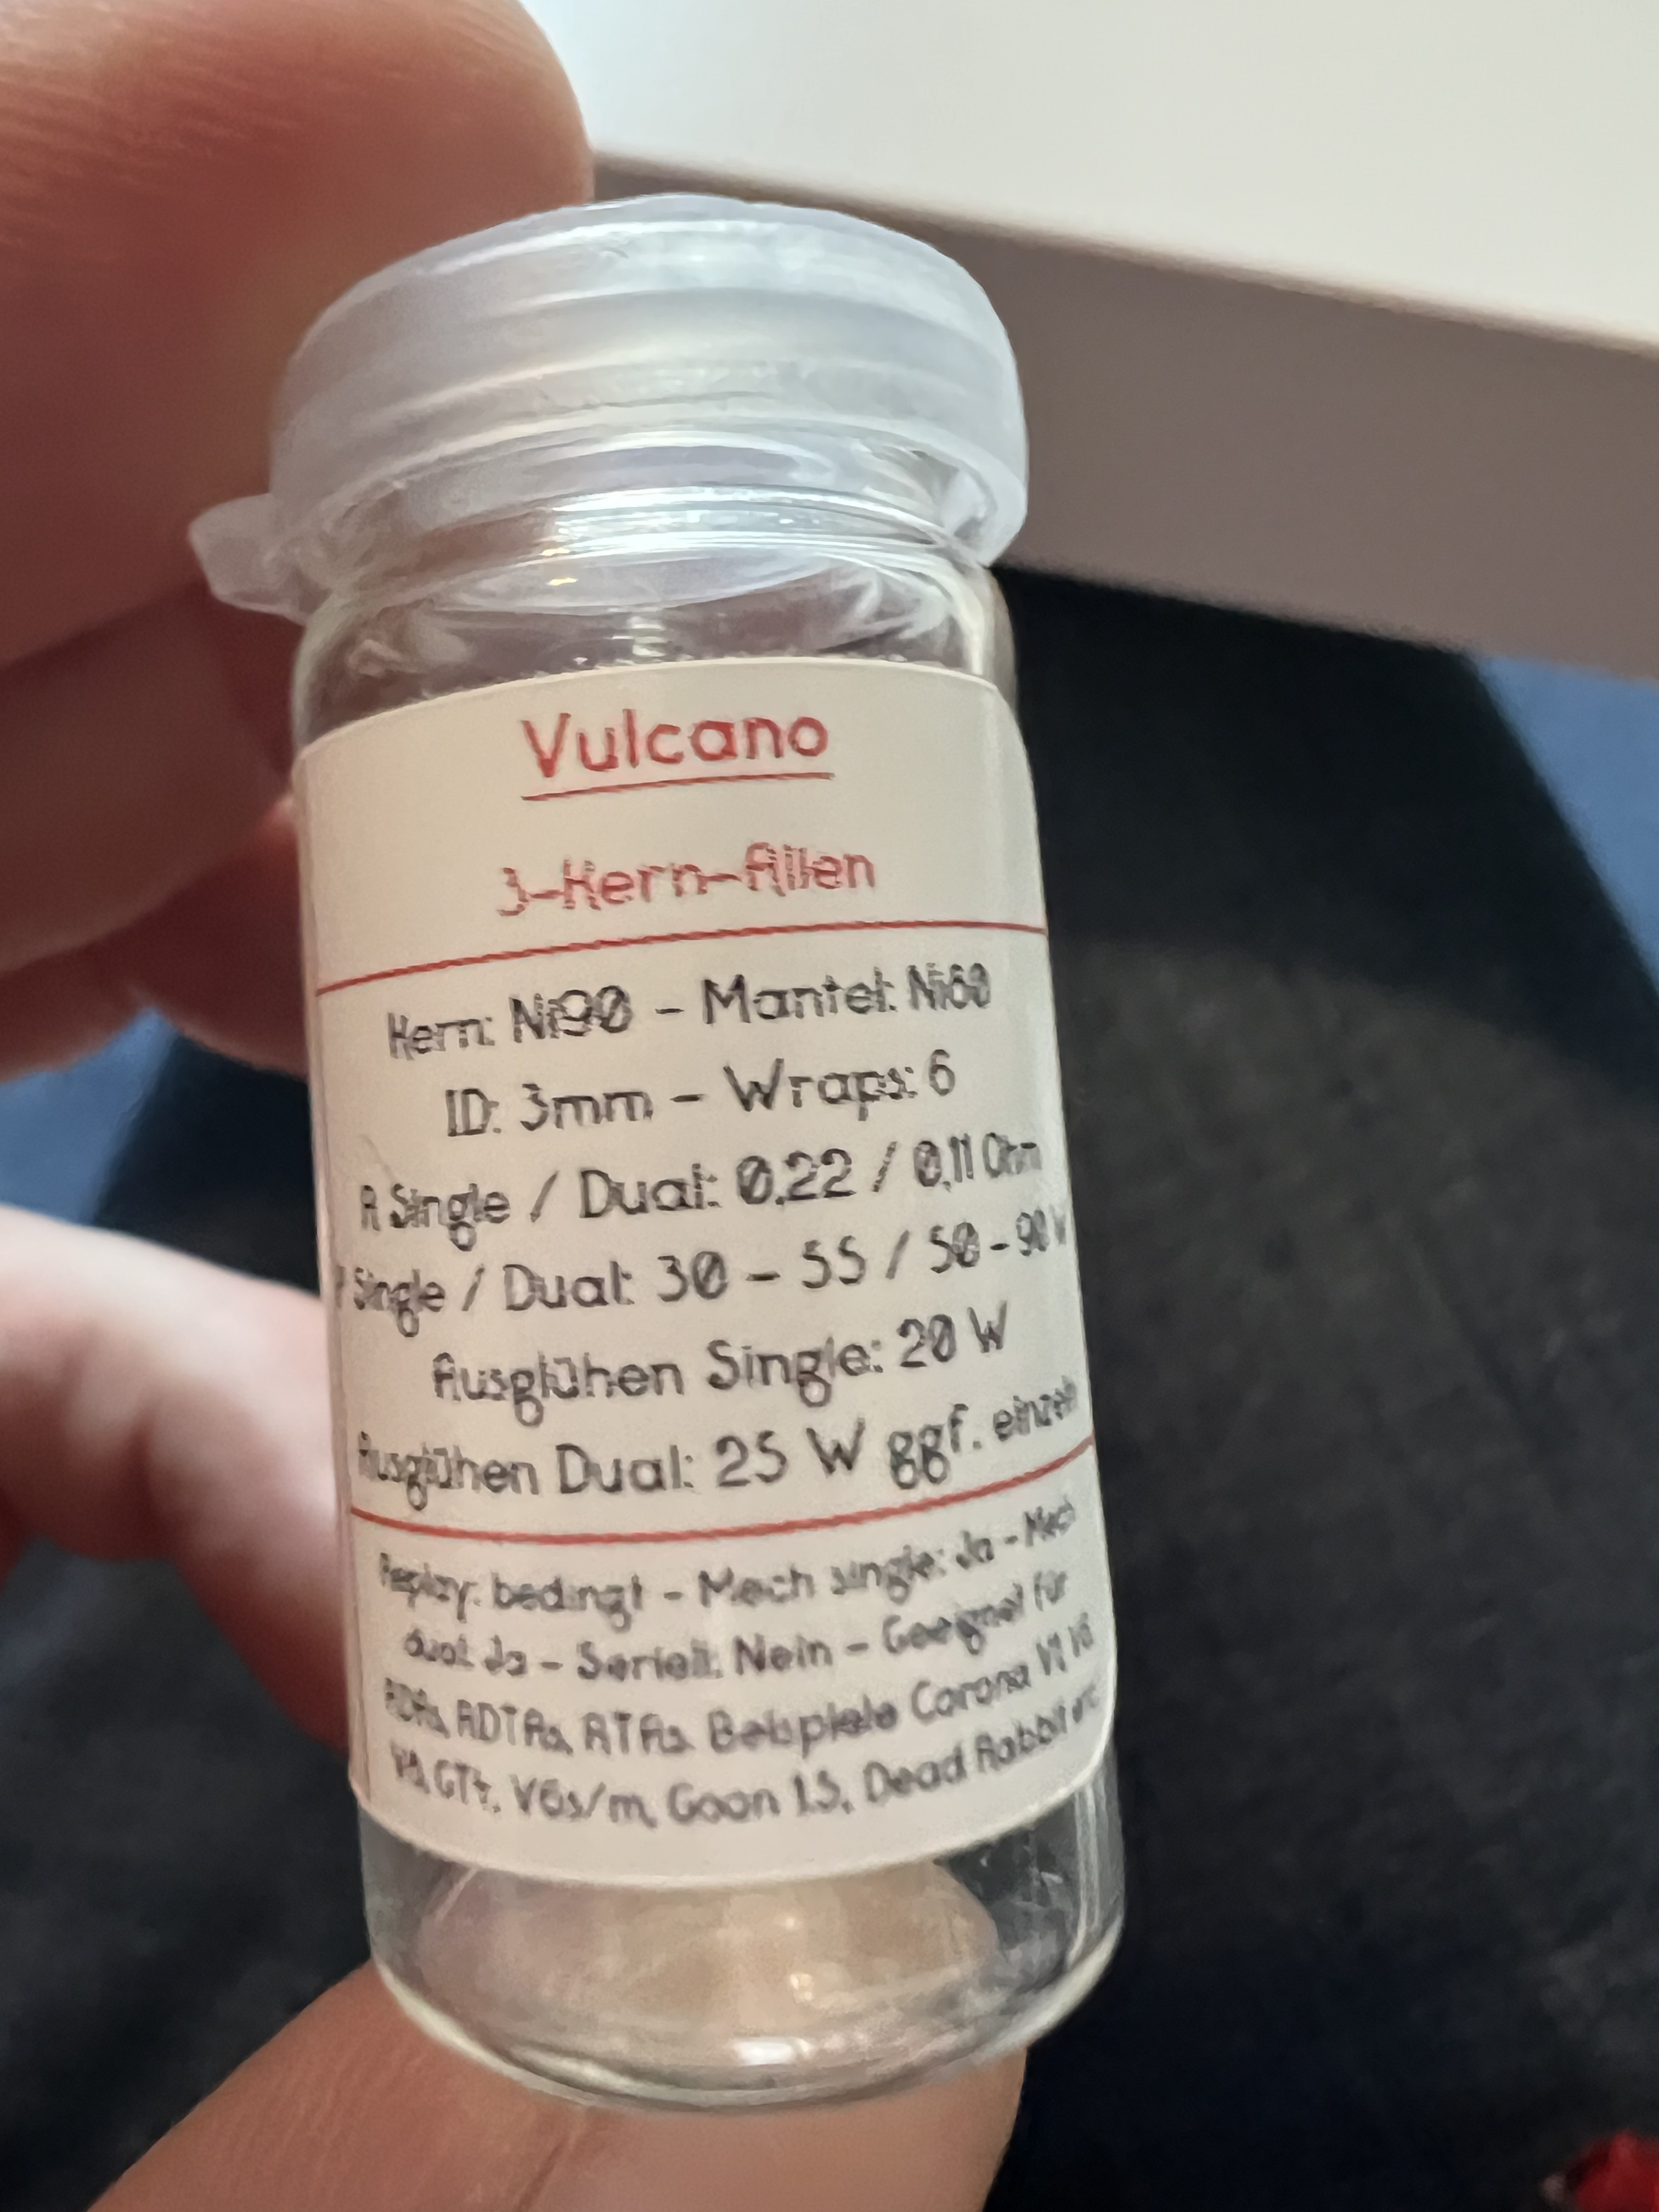 Vulcano
3-Kern-Alien
Kern: Ni90 - Mantel: Ni60
ID: 3mm - Wraps: 6
R Single / Dual: 0,22 / 0,11 Ohm
P Single / Dual: 30 - 55 / 50 - 90 W
Ausglühen Single: 20 W
Ausglühen Dual: 25 W ggf. einzeln
Replay: bedingt - Mech single: Ja - Mech
dual: Ja - Seriell: Nein - Geeignet für
RDAs, RDTAs, RTAs. Beispiele Corona V1,
GT4, V6s/m, Goon 1.5, Dead Rabbit